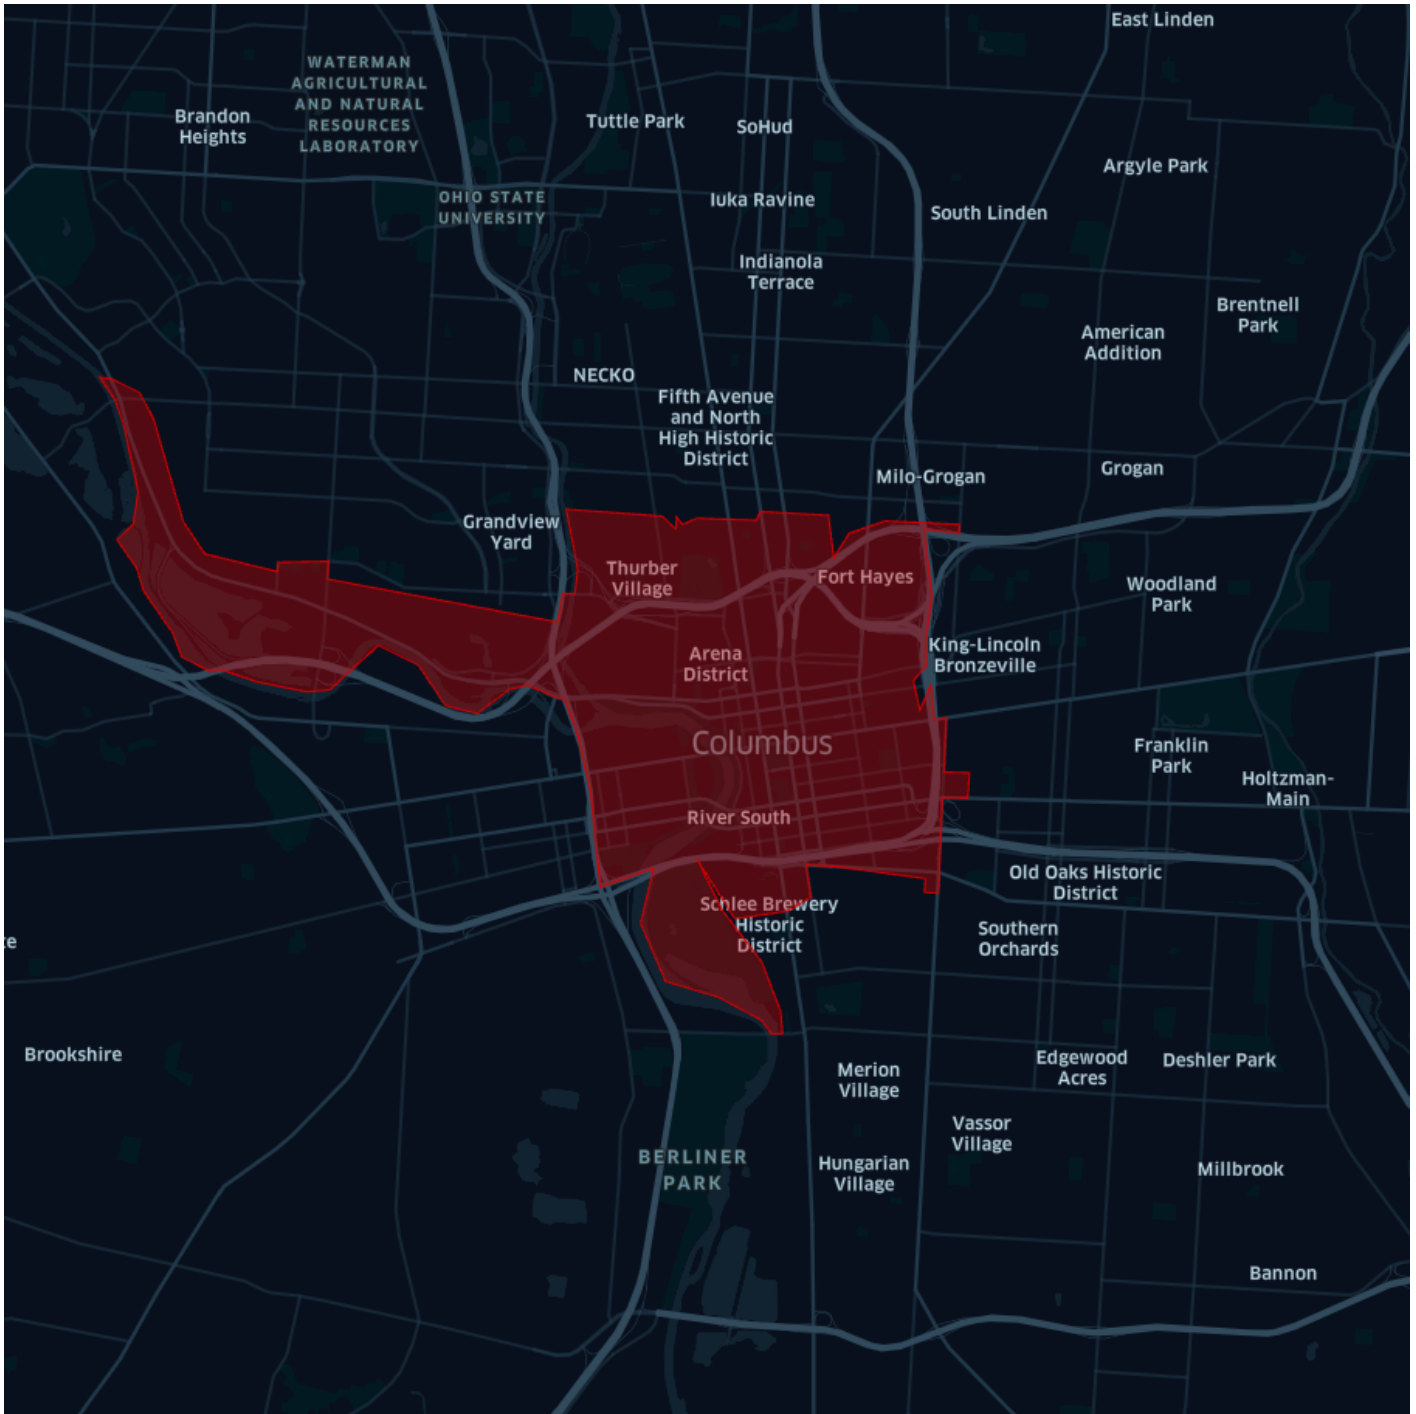 East Linden
WATERMAN
AGRICULTURAL
AND NATURAL
RESOURCES
LABORATORY
Brandon
Heights
Tuttle Park
SoHud
Argyle Park
OHIO STATE
UNIVERSITY
Iuka Ravine
South Linden
Indianola
Terrace
Brentnell
Park
American
Addition
NECKO
Fifth Avenue
and North
High Historic
District
Milo-Grogan
Grogan
Grandview
Yard
Thurber
Village
Fort Hayes
Woodland
Park
King-Lincoln
Bronzeville
Arena
District
Columbus
Franklin
Park
Holtzman-
Main
River South
Old Oaks Historic
District
Schlee Brewery
Historic
District
Southern
Orchards
te
Brookshire
Merion
Village
Edgewood
Acres
Deshler Park
Vassor
Village
BERLINER
PARK
Hungarian
Village
Millbrook
Bannon